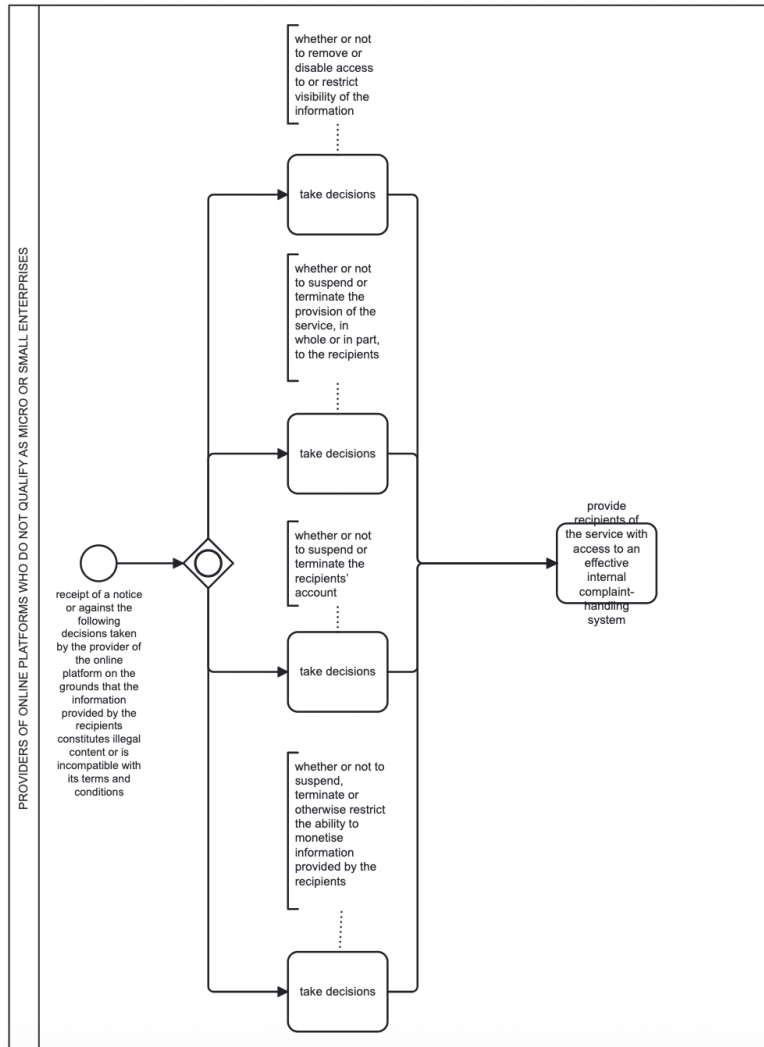 PROVIDERS OF ONLINE PLATFORMS WHO DO NOT QUALIFY AS MICRO OR SMALL ENTERPRISES
receipt of a notice
or against the
following
decisions taken
by the provider of
the online
platform on the
grounds that the
information
provided by the
recipients
constitutes illegal
content or is
incompatible with
its terms and
conditions
whether or not
to remove or
disable access
to or restrict
visibility of the
information
take decisions
whether or not
to suspend or
terminate the
provision of the
service, in
whole or in part,
to the recipients
take decisions
whether or not
to suspend or
terminate the
recipients'
account
take decisions
whether or not to
suspend,
terminate or
otherwise restrict
the ability to
monetise
information
provided by the
recipients
take decisions
provide
recipients of
the service with
access to an
effective
internal
complaint-
handling
system